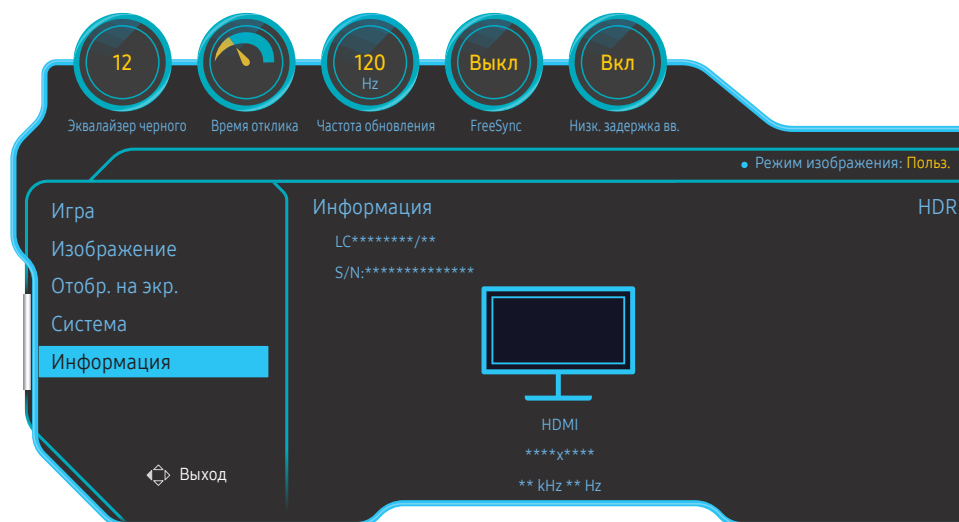 12
120
Hz
Выкл
Вкл
Эквалайзер черного
Время отклика
Частота обновления
FreeSync
Низк. задержка вв.
• Режим изображения: Польз.
Игра
Изображение
Отобр. на экр.
Система
Информация
Выход
Информация
HDR
LC********/**
S/N:**************
HDMI
****x****
** kHz ** Hz